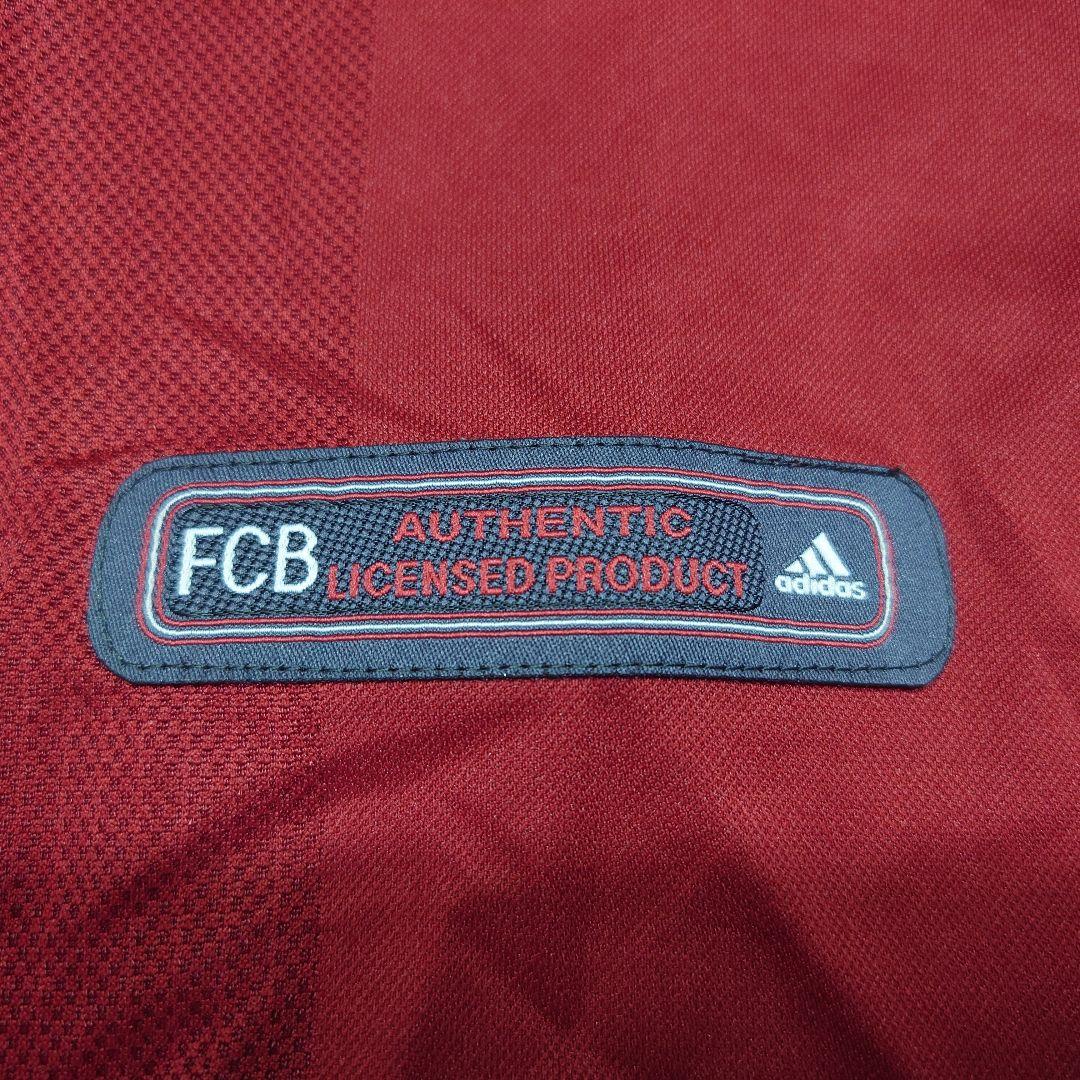 FCB
AUTHENTIC
LICENSED PRODUCT
adidas